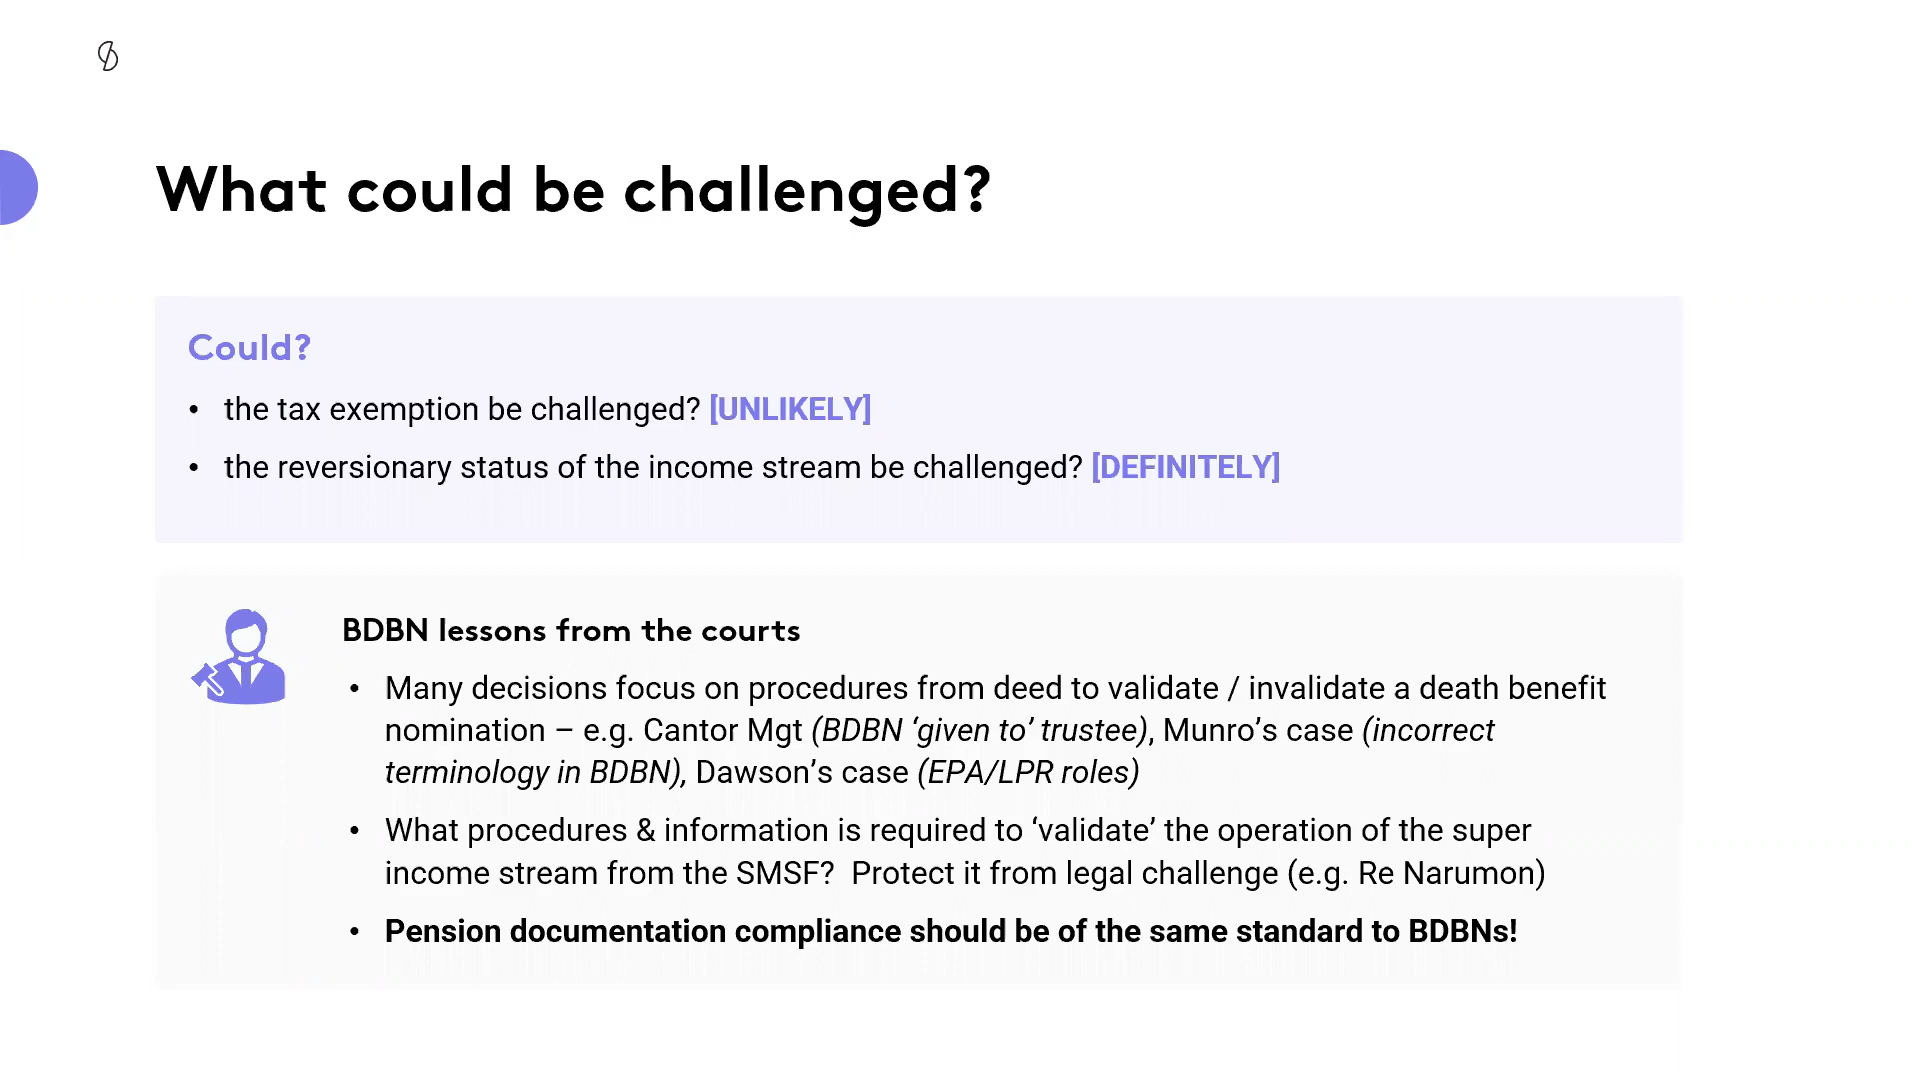 What could be challenged?
Could?
• the tax exemption be challenged? [UNLIKELY]
• the reversionary status of the income stream be challenged? [DEFINITELY]
BDBN lessons from the courts
• Many decisions focus on procedures from deed to validate / invalidate a death benefit
nomination – e.g. Cantor Mgt (BDBN ‘given to’ trustee), Munro’s case (incorrect
terminology in BDBN), Dawson’s case (EPA/LPR roles)
• What procedures & information is required to ‘validate’ the operation of the super
income stream from the SMSF?  Protect it from legal challenge (e.g. Re Narumon)
• Pension documentation compliance should be of the same standard to BDBNs!